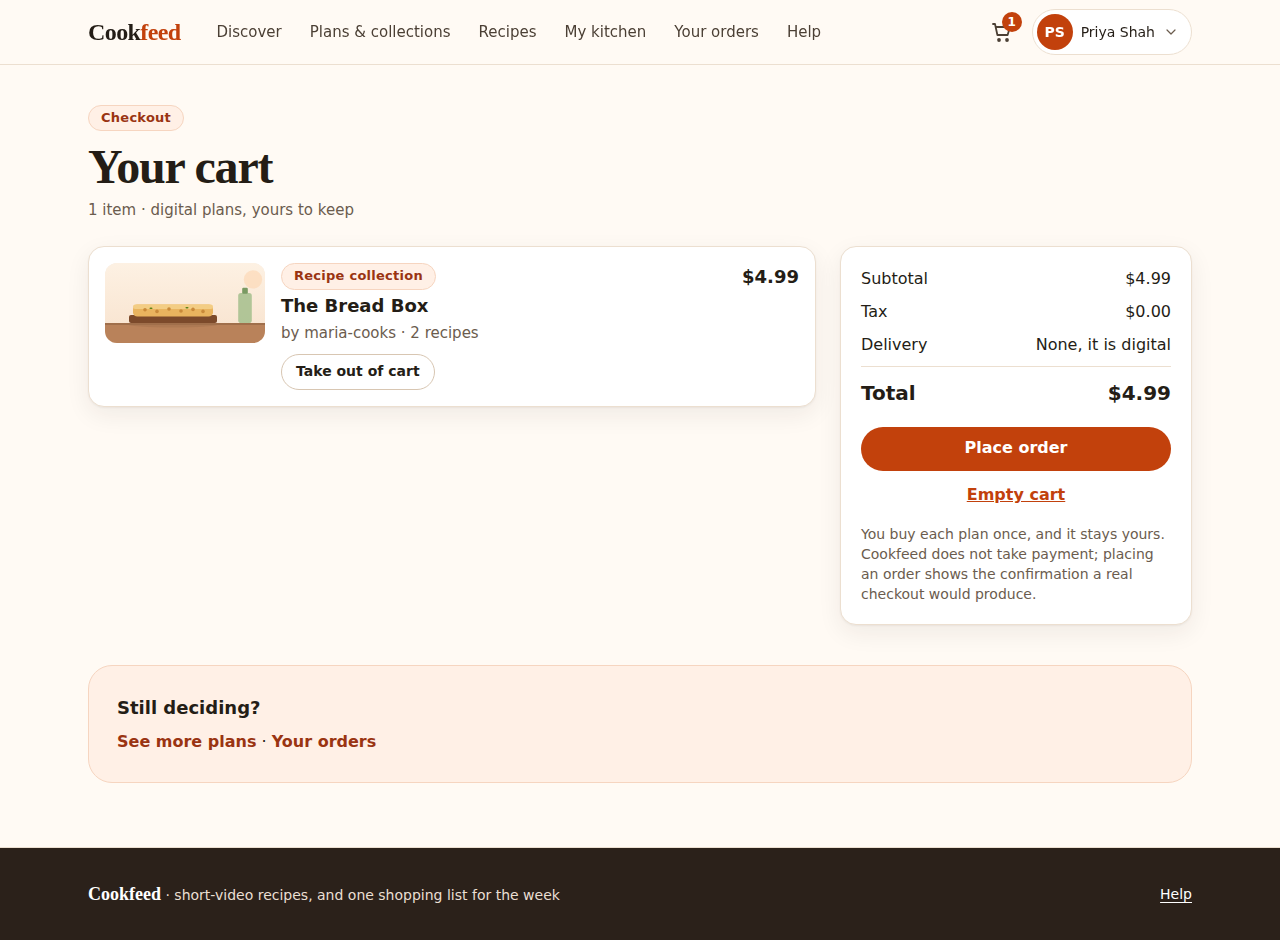 Cookfeed
Discover
Plans & collections
Recipes
My kitchen
Your orders
Help
1
PS
Priya Shah
Checkout
Your cart
1 item · digital plans, yours to keep
Recipe collection
$4.99
The Bread Box
by maria-cooks · 2 recipes
Take out of cart
Subtotal $4.99
Tax $0.00
Delivery None, it is digital
Total $4.99
Place order
Empty cart
You buy each plan once, and it stays yours.
Cookfeed does not take payment; placing
an order shows the confirmation a real
checkout would produce.
Still deciding?
See more plans · Your orders
Cookfeed · short-video recipes, and one shopping list for the week
Help